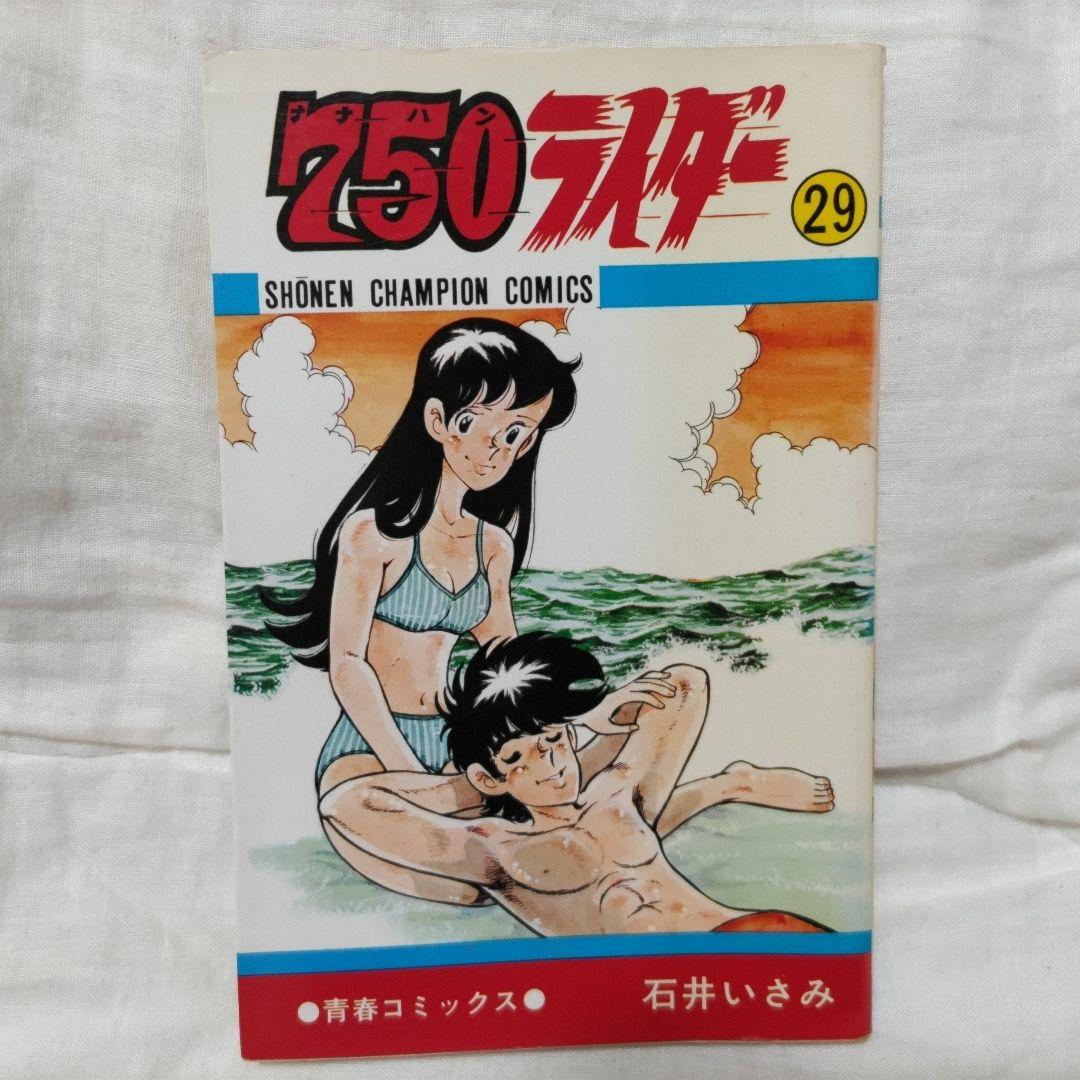 ナナハン
750ライダー
29
SHŌNEN CHAMPION COMICS
●青春コミックス●
石井いさみ